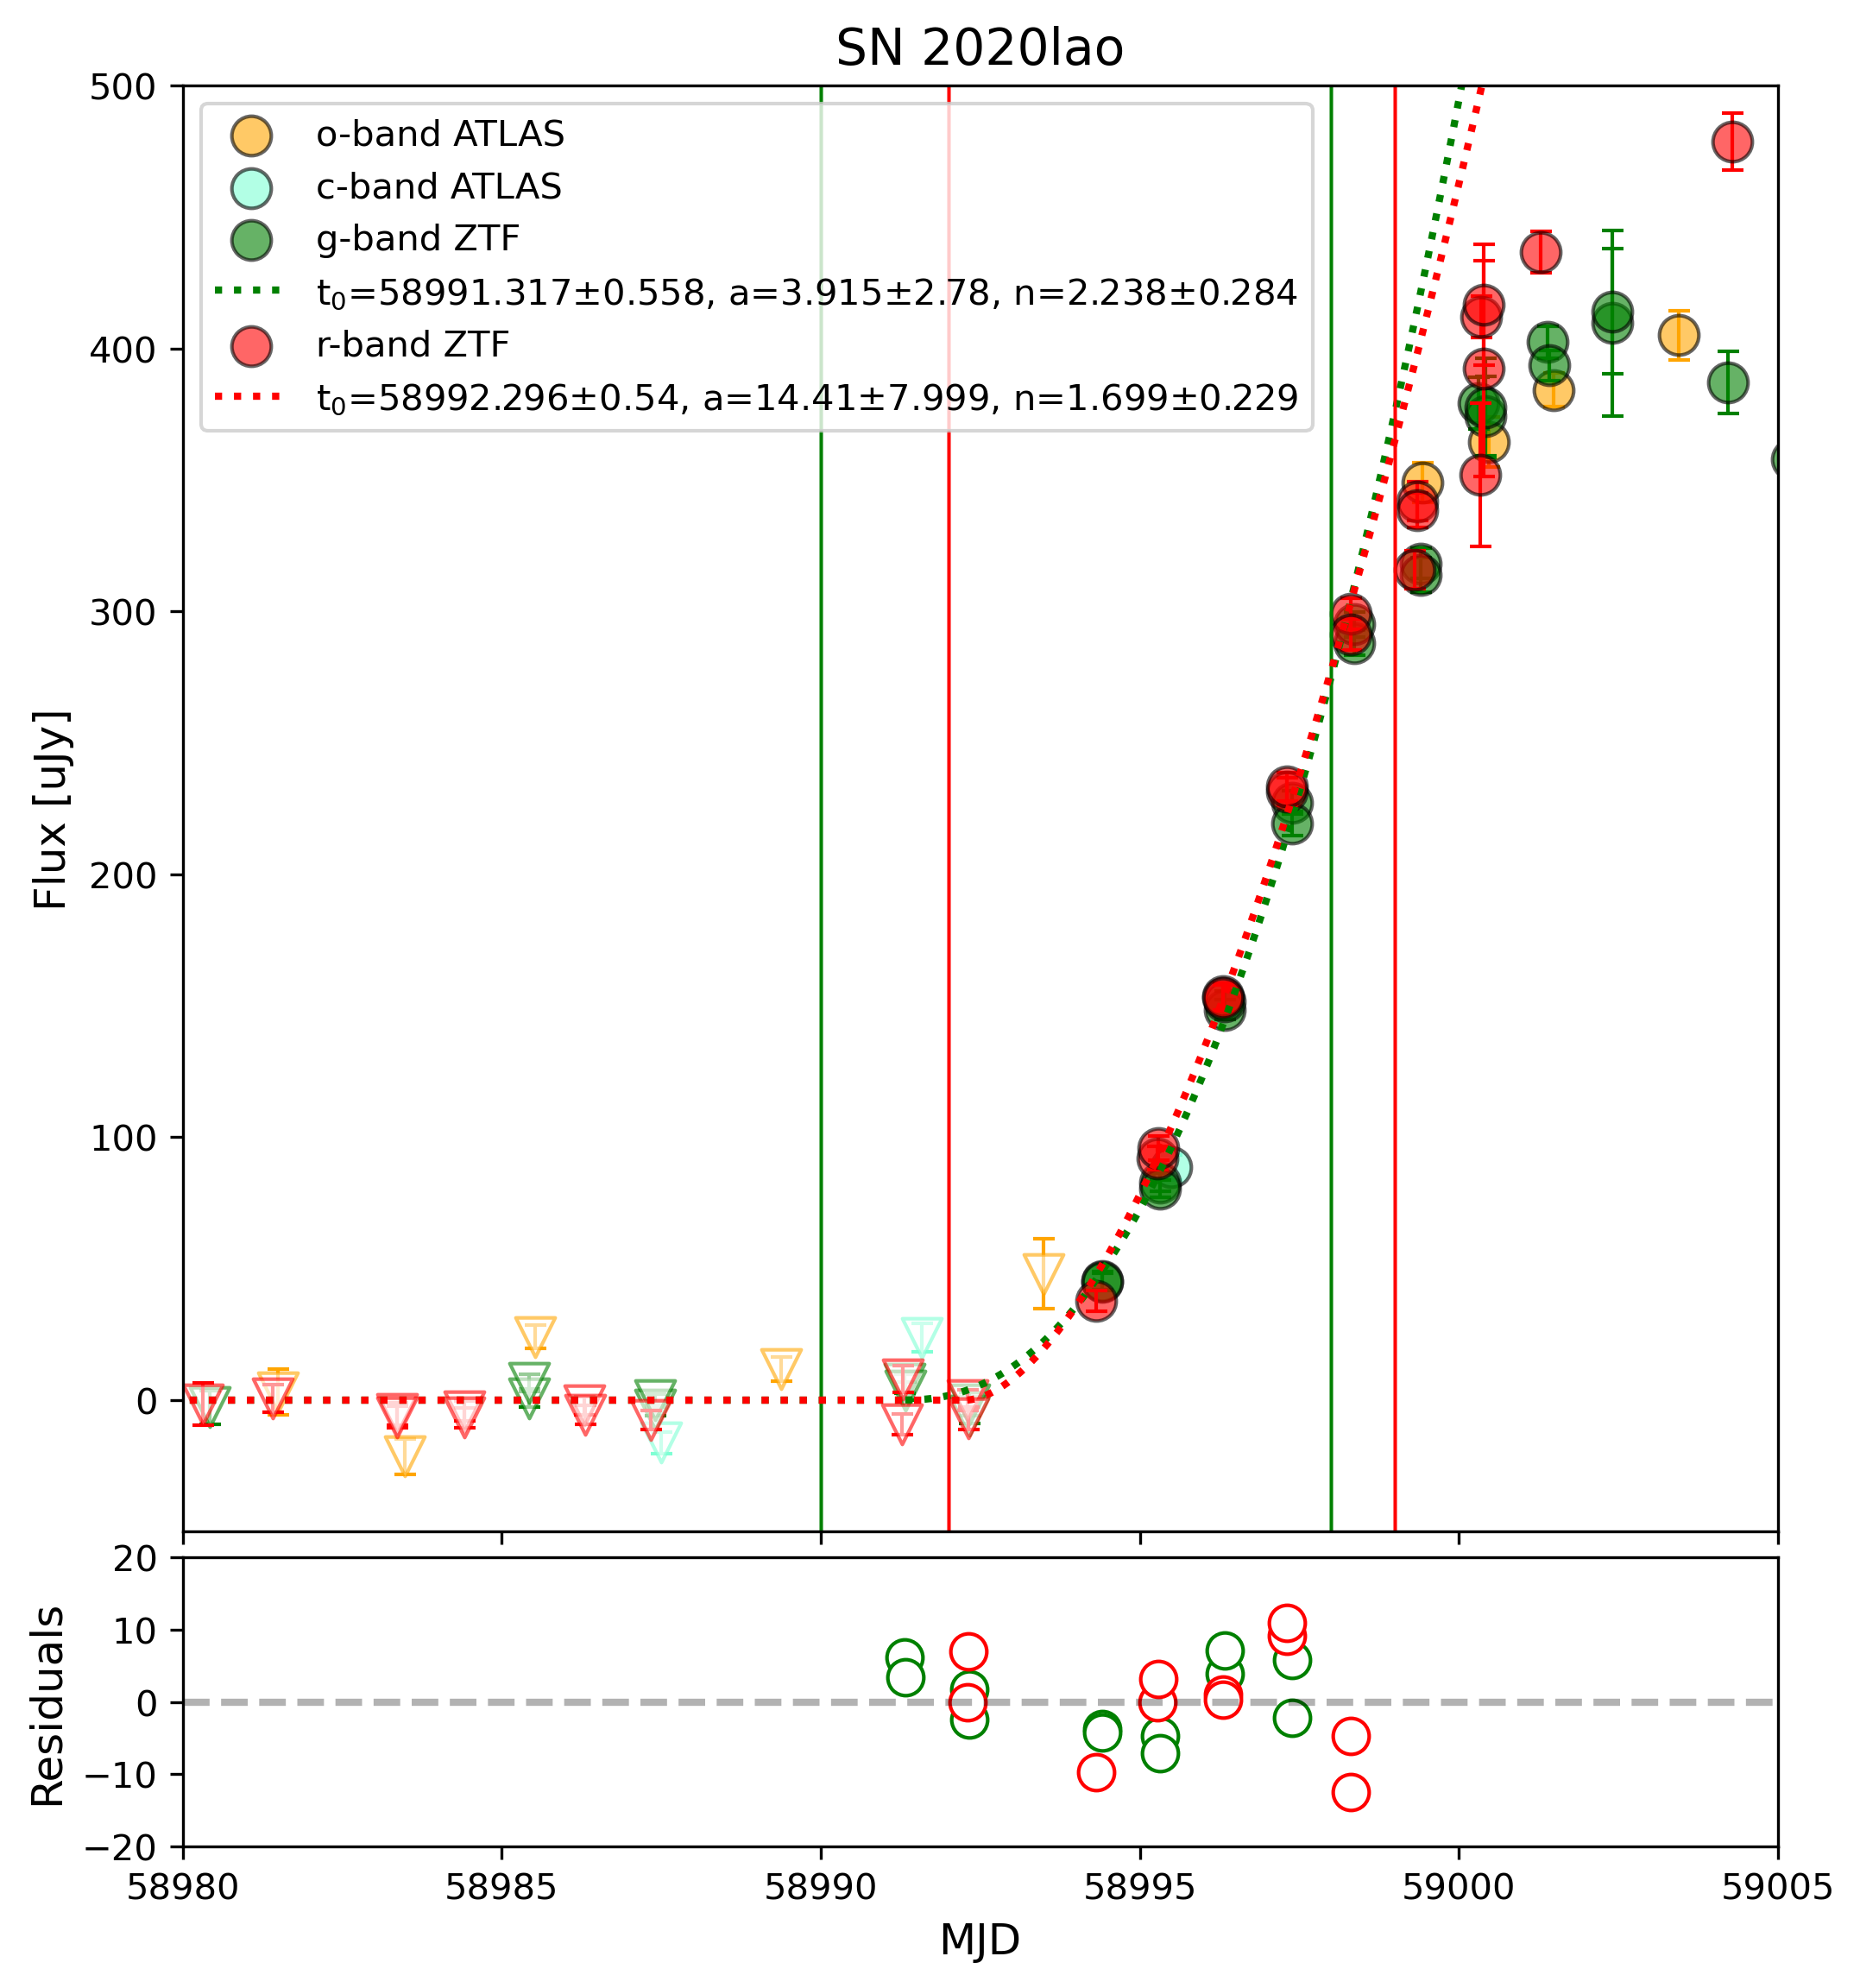 SN 2020lao
500
400
300
200
100
0
Flux [uJy]
o-band ATLAS
c-band ATLAS
g-band ZTF
t₀=58991.317±0.558, a=3.915±2.78, n=2.238±0.284
r-band ZTF
t₀=58992.296±0.54, a=14.41±7.999, n=1.699±0.229
20
10
0
−10
−20
Residuals
58980 58985 58990 58995 59000 59005
MJD